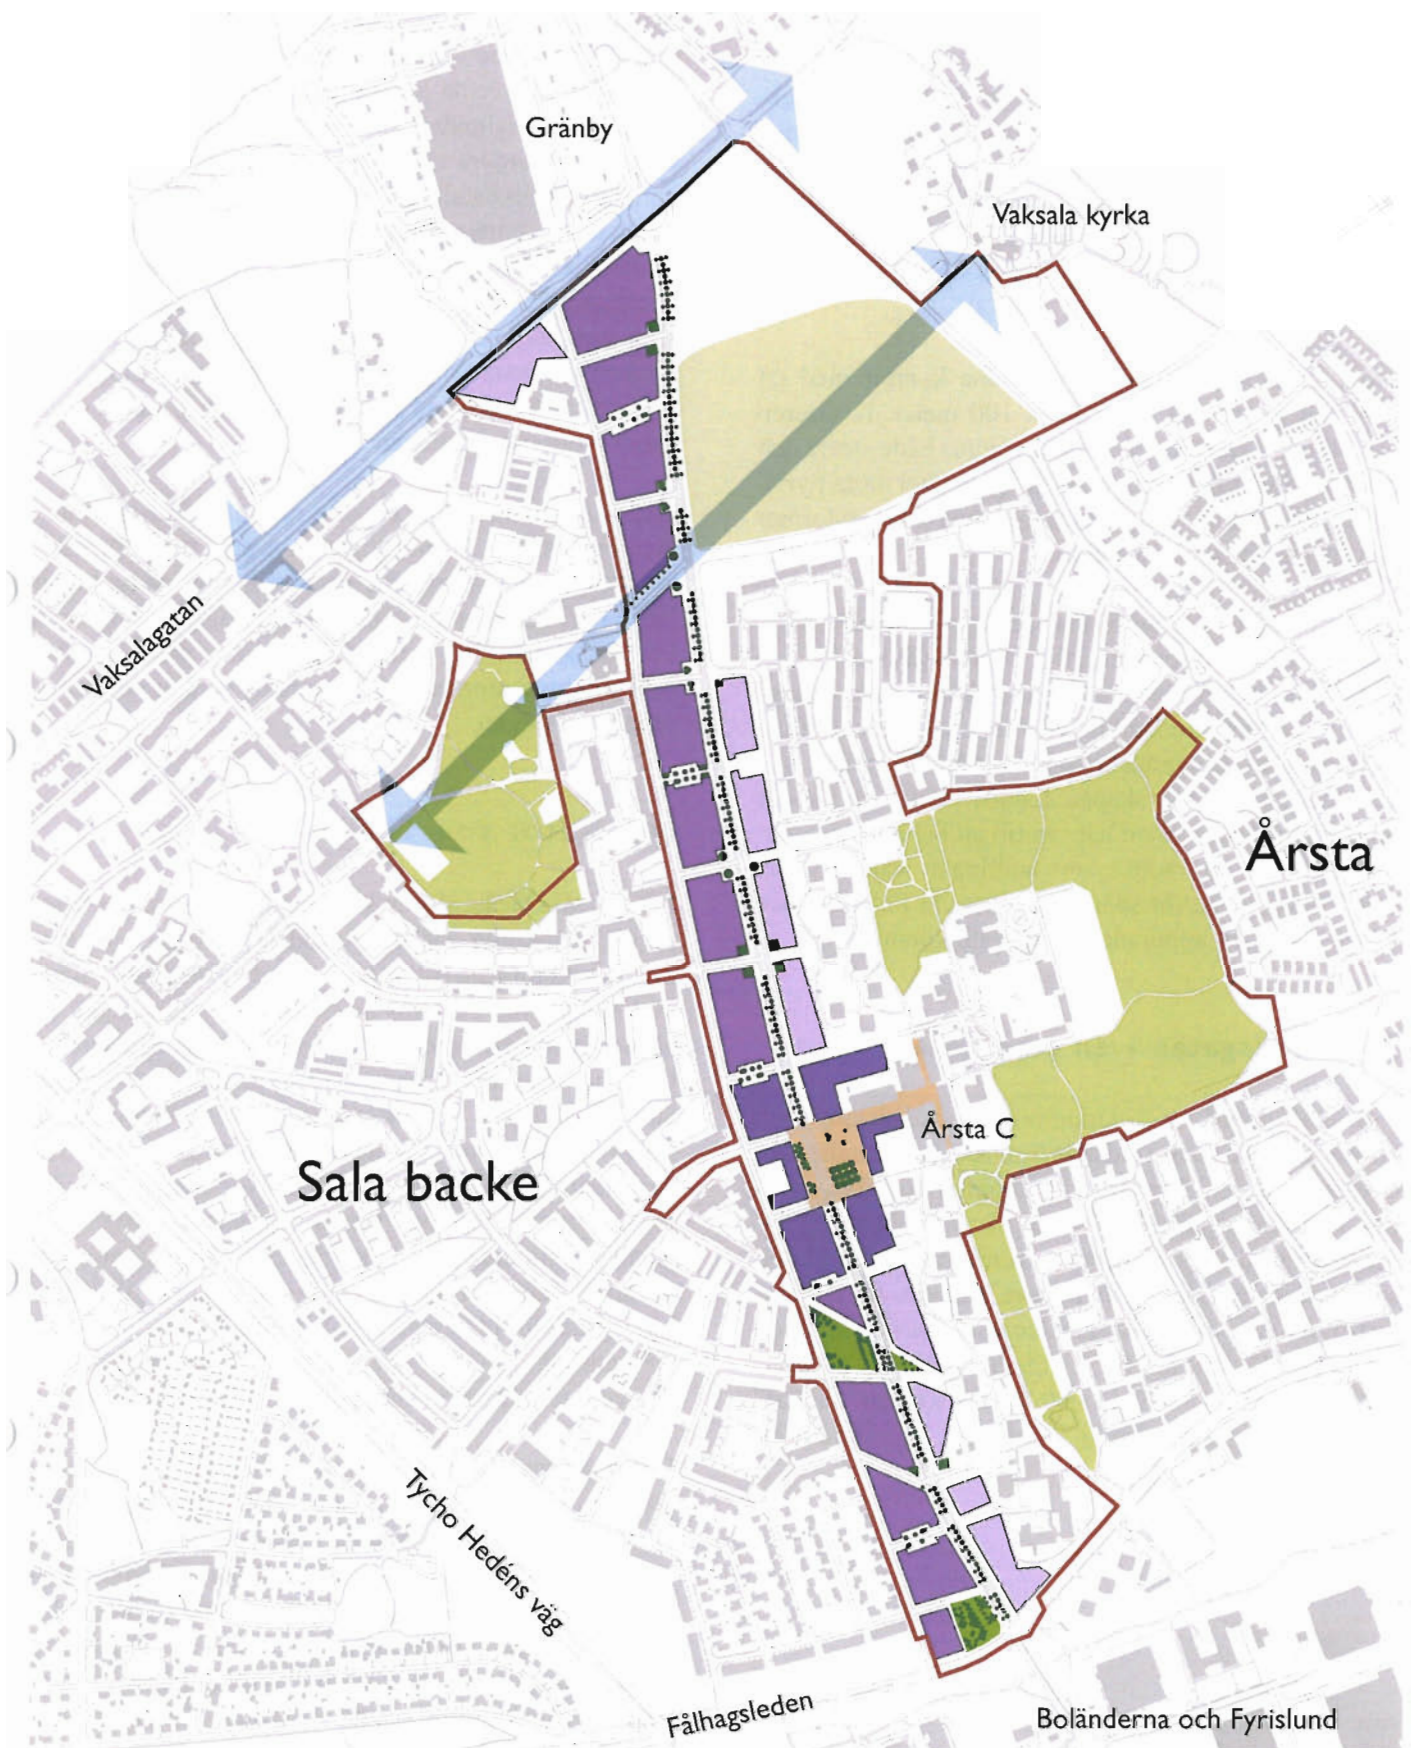 Gränby
Vaksala kyrka
Vaksalagatan
Årsta
Årsta C
Sala backe
Tycho Hedéns väg
Fålhagsleden
Boländerna och Fyrislund